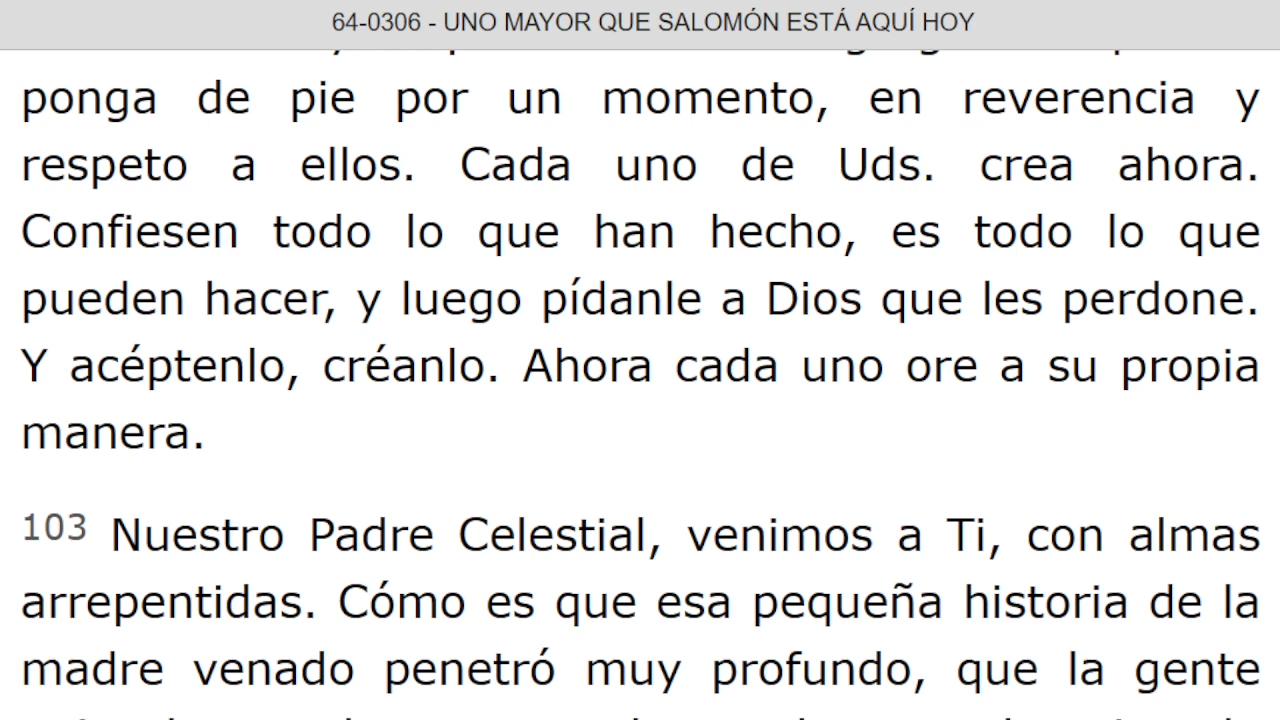 64-0306 - UNO MAYOR QUE SALOMÓN ESTÁ AQUÍ HOY
ponga de pie por un momento, en reverencia y
respeto a ellos. Cada uno de Uds. crea ahora.
Confiesen todo lo que han hecho, es todo lo que
pueden hacer, y luego pídanle a Dios que les perdone.
Y acéptenlo, créanlo. Ahora cada uno ore a su propia
manera.
103 Nuestro Padre Celestial, venimos a Ti, con almas
arrepentidas. Cómo es que esa pequeña historia de la
madre venado penetró muy profundo, que la gente